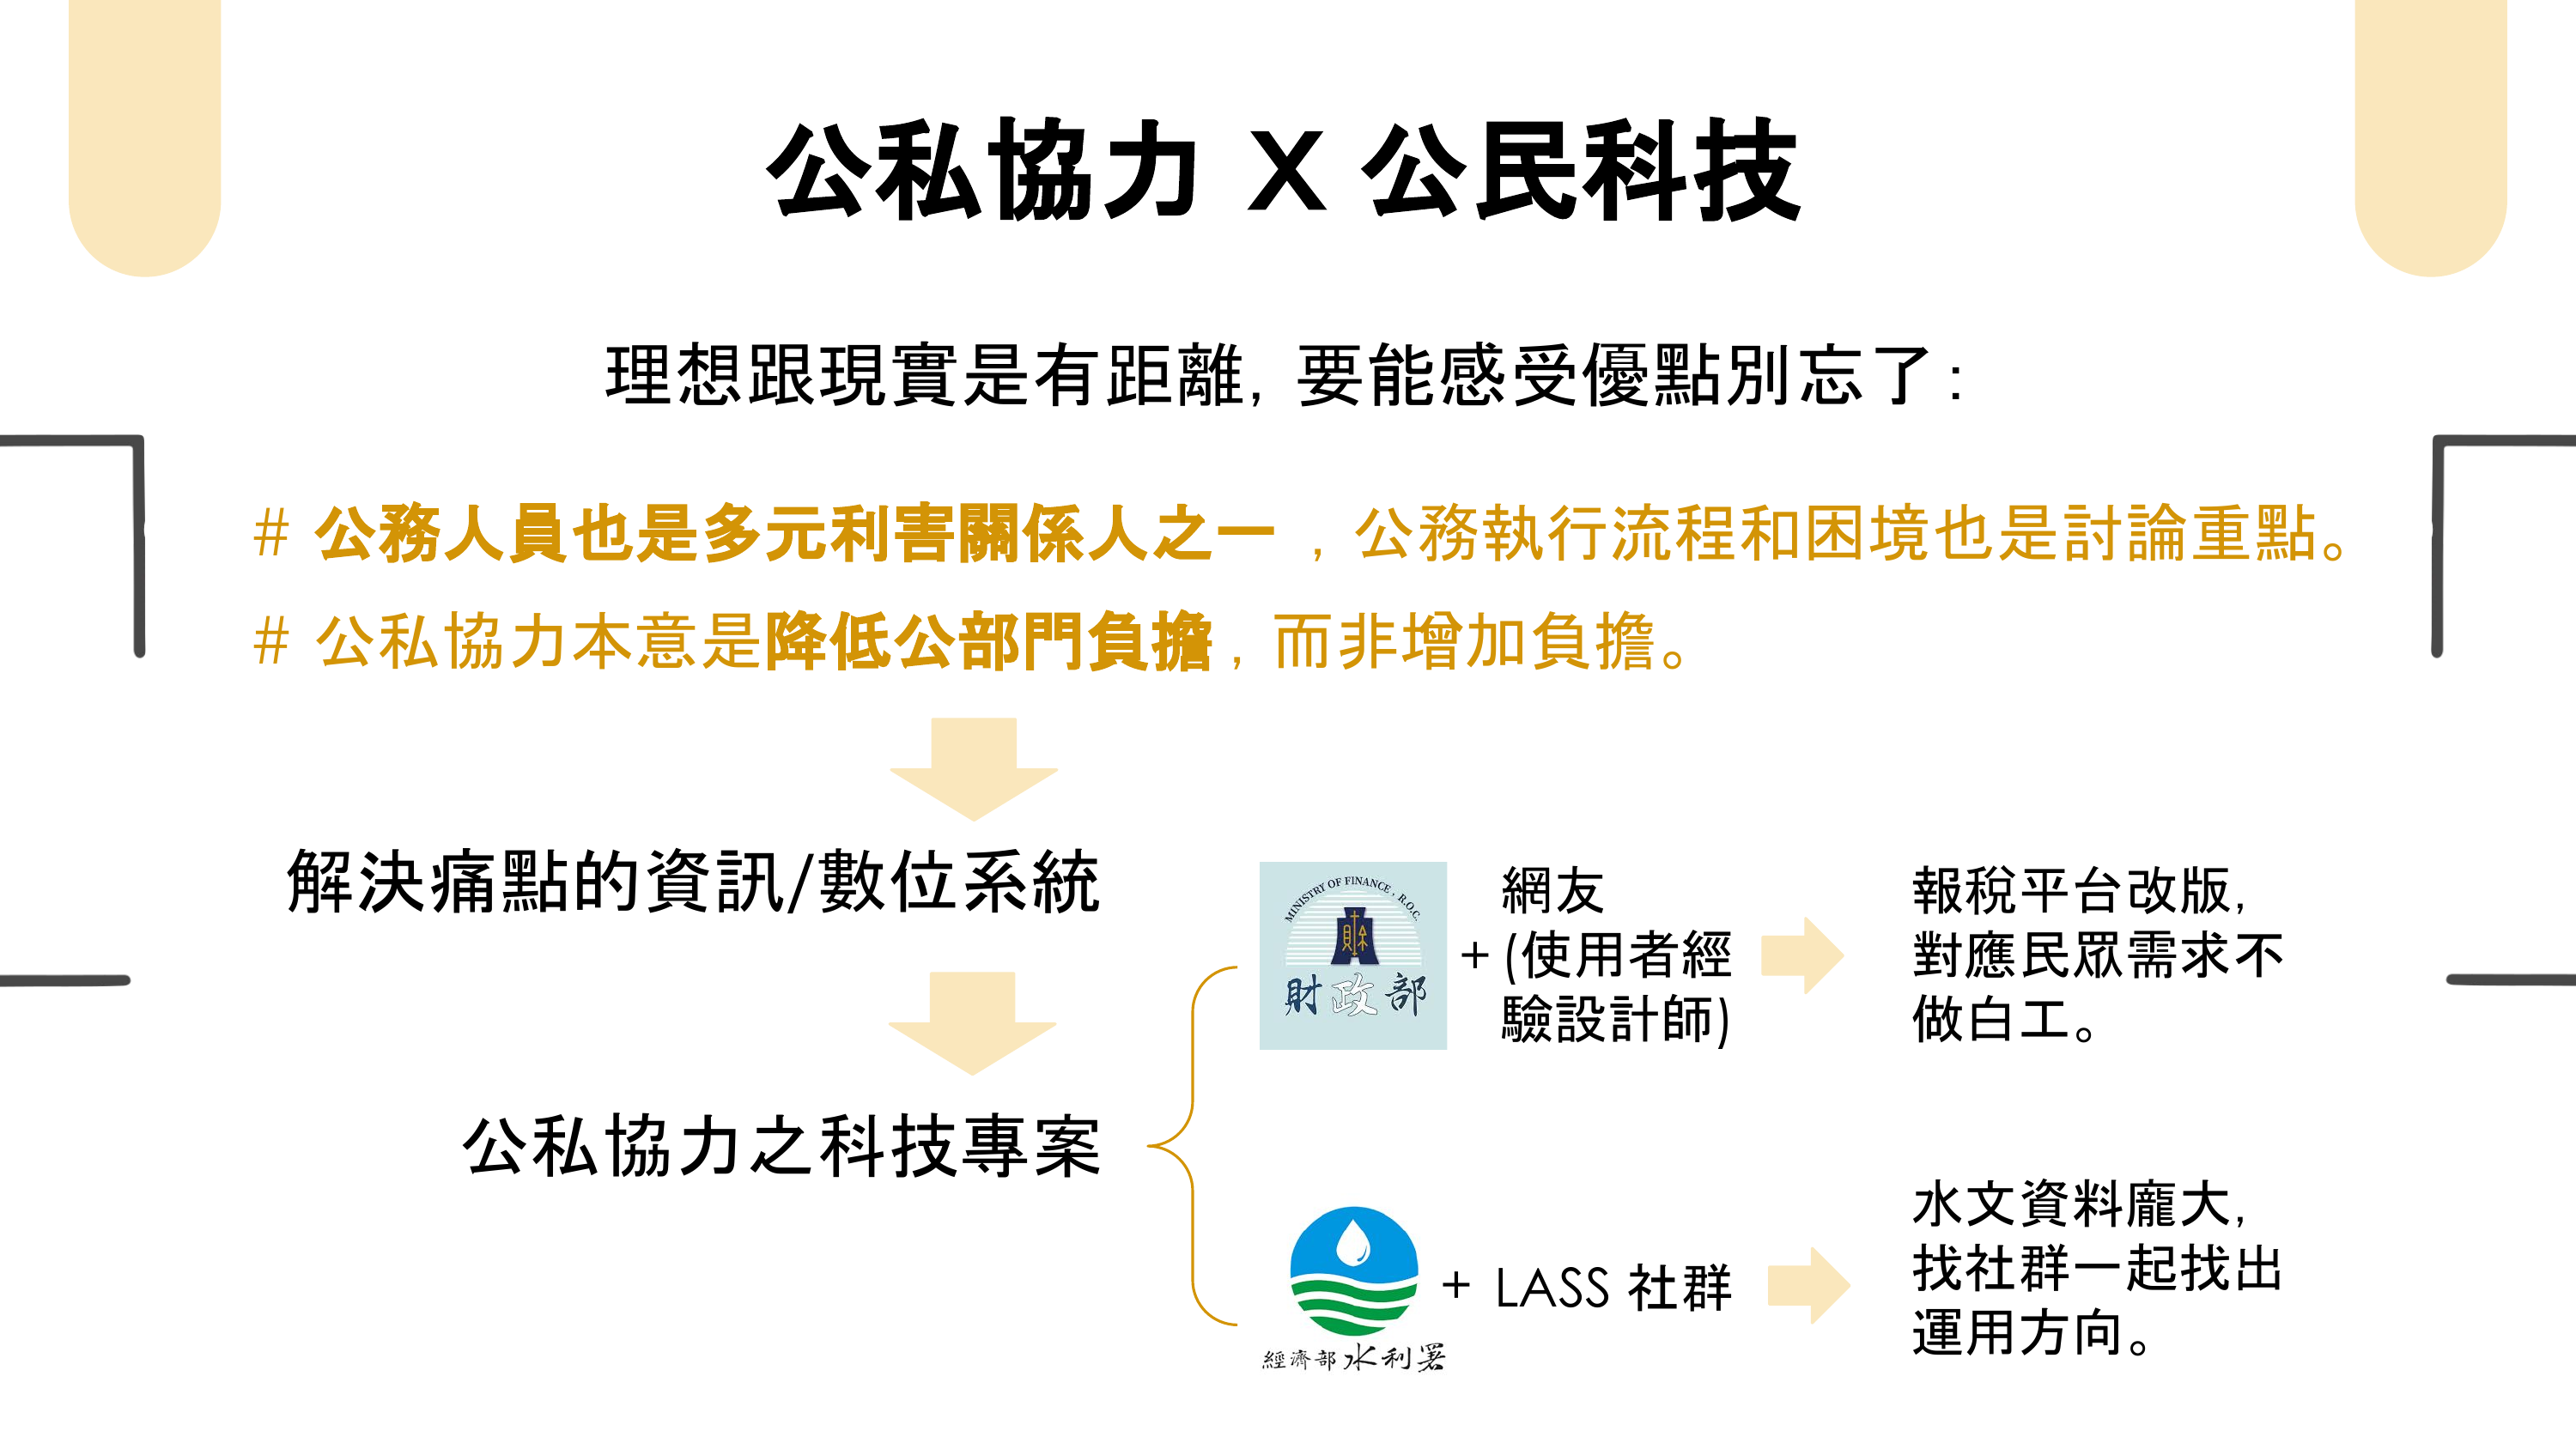 公私協力 X 公民科技
理想跟現實是有距離, 要能感受優點別忘了:
# 公務人員也是多元利害關係人之一 , 公務執行流程和困境也是討論重點。
# 公私協力本意是降低公部門負擔, 而非增加負擔。
解決痛點的資訊/數位系統
MINISTRY OF FINANCE, R.O.C.
財
財政部
+
網友
(使用者經
驗設計師)
報稅平台改版,
對應民眾需求不
做白工。
公私協力之科技專案
經濟部水利署
+ LASS 社群
水文資料龐大,
找社群一起找出
運用方向。